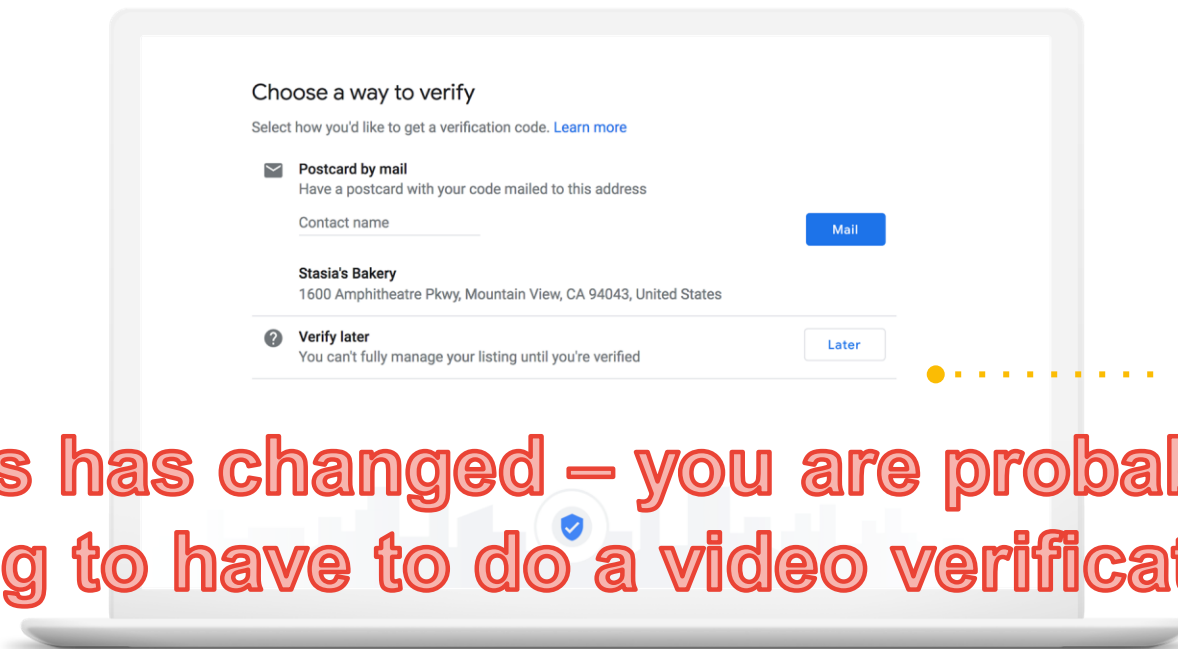 Choose a way to verify
Select how you'd like to get a verification code. Learn more
Postcard by mail
Have a postcard with your code mailed to this address
Contact name
Mail
Stasia's Bakery
1600 Amphitheatre Pkwy, Mountain View, CA 94043, United States
Verify later
You can't fully manage your listing until you're verified
Later
has changed – you are
to have to do a video